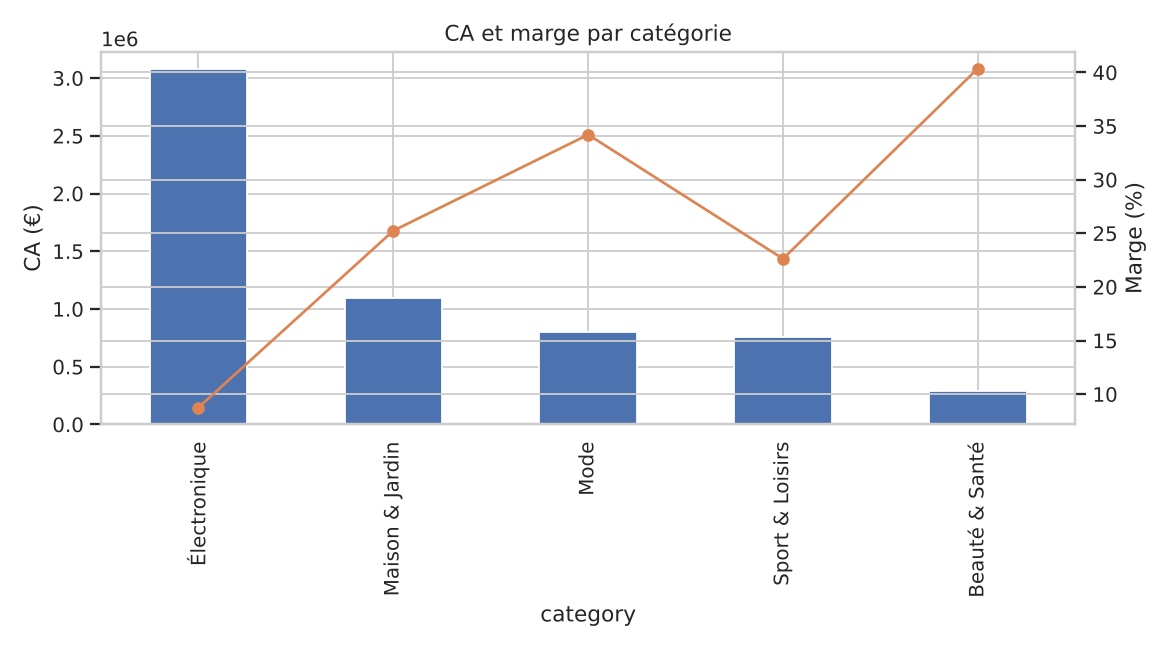 CA et marge par catégorie
1e6
3.0
2.5
2.0
1.5
1.0
0.5
0.0
CA (€)
40
35
30
25
20
15
10
Marge (%)
Électronique
Maison & Jardin
Mode
Sport & Loisirs
Beauté & Santé
category